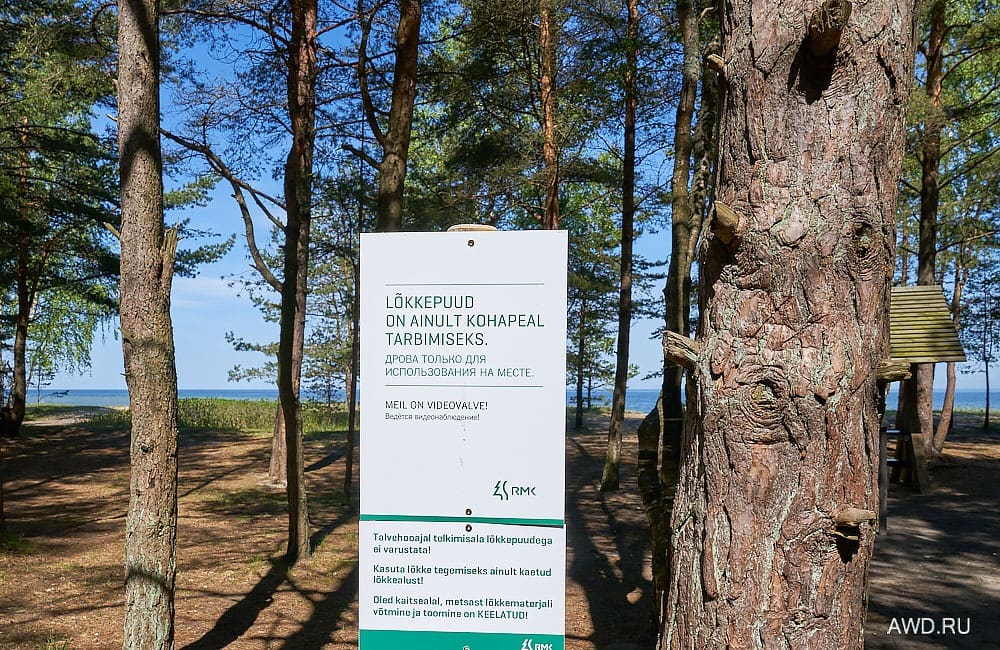 LÕKKEPUUD
ON AINULT KOHAPEAL
TARBIMISEKS.
ДРОВА ТОЛЬКО ДЛЯ
ИСПОЛЬЗОВАНИЯ НА МЕСТЕ.
MEIL ON VIDEOVALVE!
Ведётся видеонаблюдение!
RMK
Talvehooajal telkimisala lõkkepuudega
ei varustata!
Kasuta lõkke tegemiseks ainult kaetud
lõkkealust!
Oled kaitsealal, metsast lõkkematerjali
võtmine ja toomine on KEELATUD!
RMK
AWD.RU